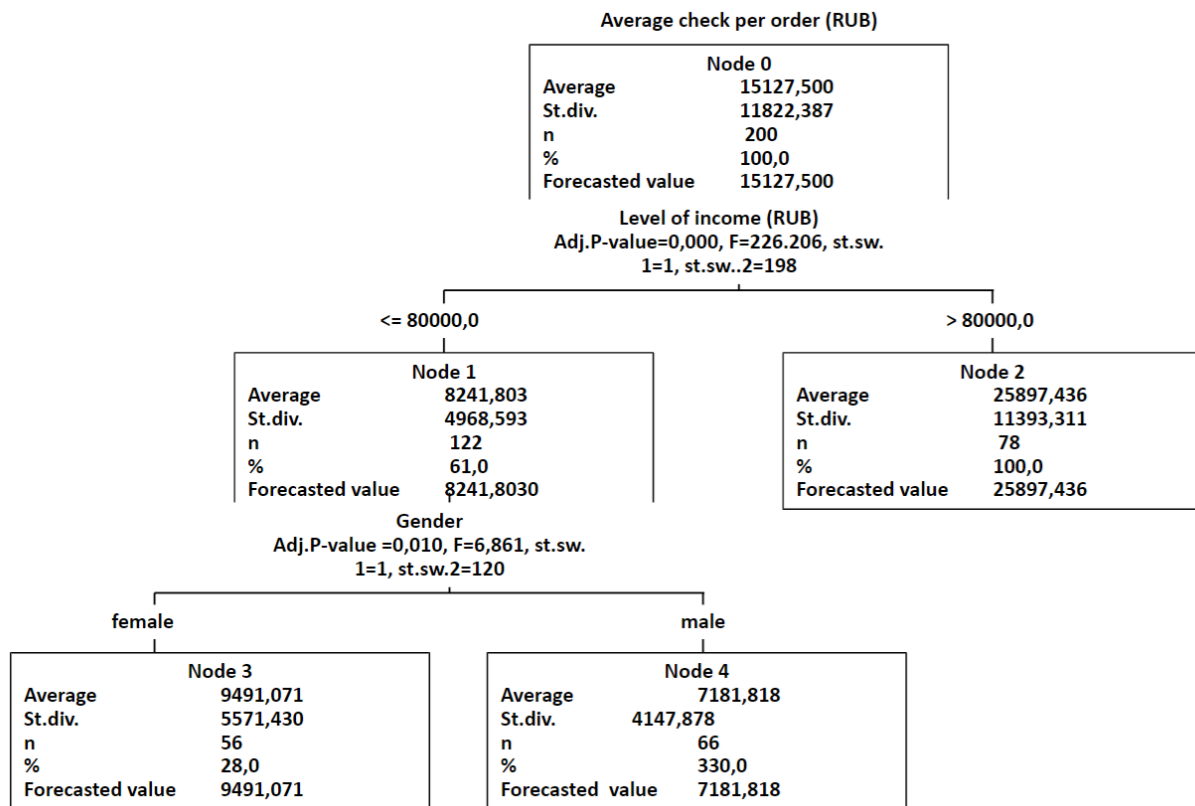 Average check per order (RUB)
Node 0
Average 15127,500
St.div. 11822,387
n 200
% 100,0
Forecasted value 15127,500
Level of income (RUB)
Adj.P-value=0,000, F=226.206, st.sw.
1=1, st.sw..2=198
<= 80000,0
> 80000,0
Node 1
Average 8241,803
St.div. 4968,593
n 122
% 61,0
Forecasted value 8241,8030
Node 2
Average 25897,436
St.div. 11393,311
n 78
% 100,0
Forecasted value 25897,436
Gender
Adj.P-value =0,010, F=6,861, st.sw.
1=1, st.sw.2=120
female
male
Node 3
Average 9491,071
St.div. 5571,430
n 56
% 28,0
Forecasted value 9491,071
Node 4
Average 7181,818
St.div. 4147,878
n 66
% 330,0
Forecasted value 7181,818